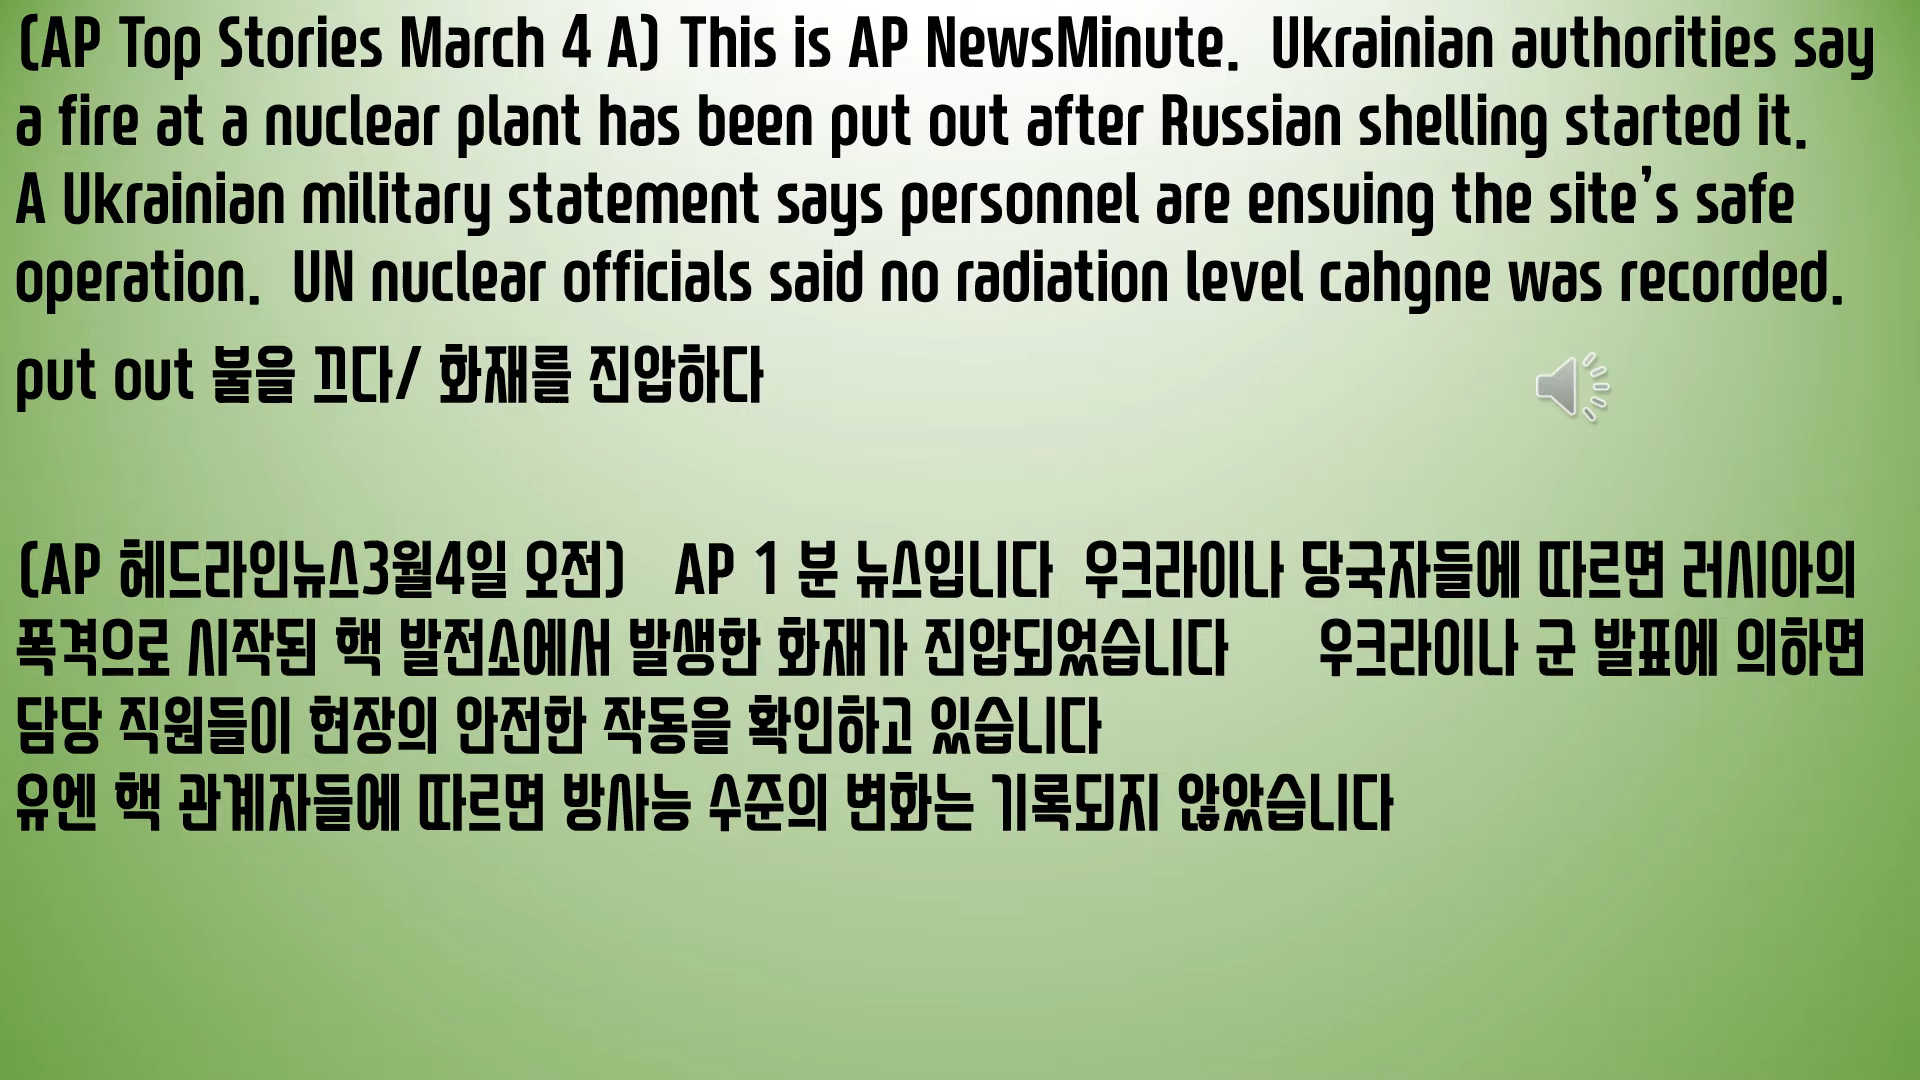 (AP Top Stories March 4 A) This is AP NewsMinute.  Ukrainian authorities say
a fire at a nuclear plant has been put out after Russian shelling started it.
A Ukrainian military statement says personnel are ensuing the site’s safe
operation.  UN nuclear officials said no radiation level cahgne was recorded.
put out 불을 끄다/ 화재를 진압하다
(AP 헤드라인뉴스3월4일 오전)   AP 1 분 뉴스입니다  우크라이나 당국자들에 따르면 러시아의
폭격으로 시작된 핵 발전소에서 발생한 화재가 진압되었습니다      우크라이나 군 발표에 의하면
담당 직원들이 현장의 안전한 작동을 확인하고 있습니다
유엔 핵 관계자들에 따르면 방사능 수준의 변화는 기록되지 않았습니다